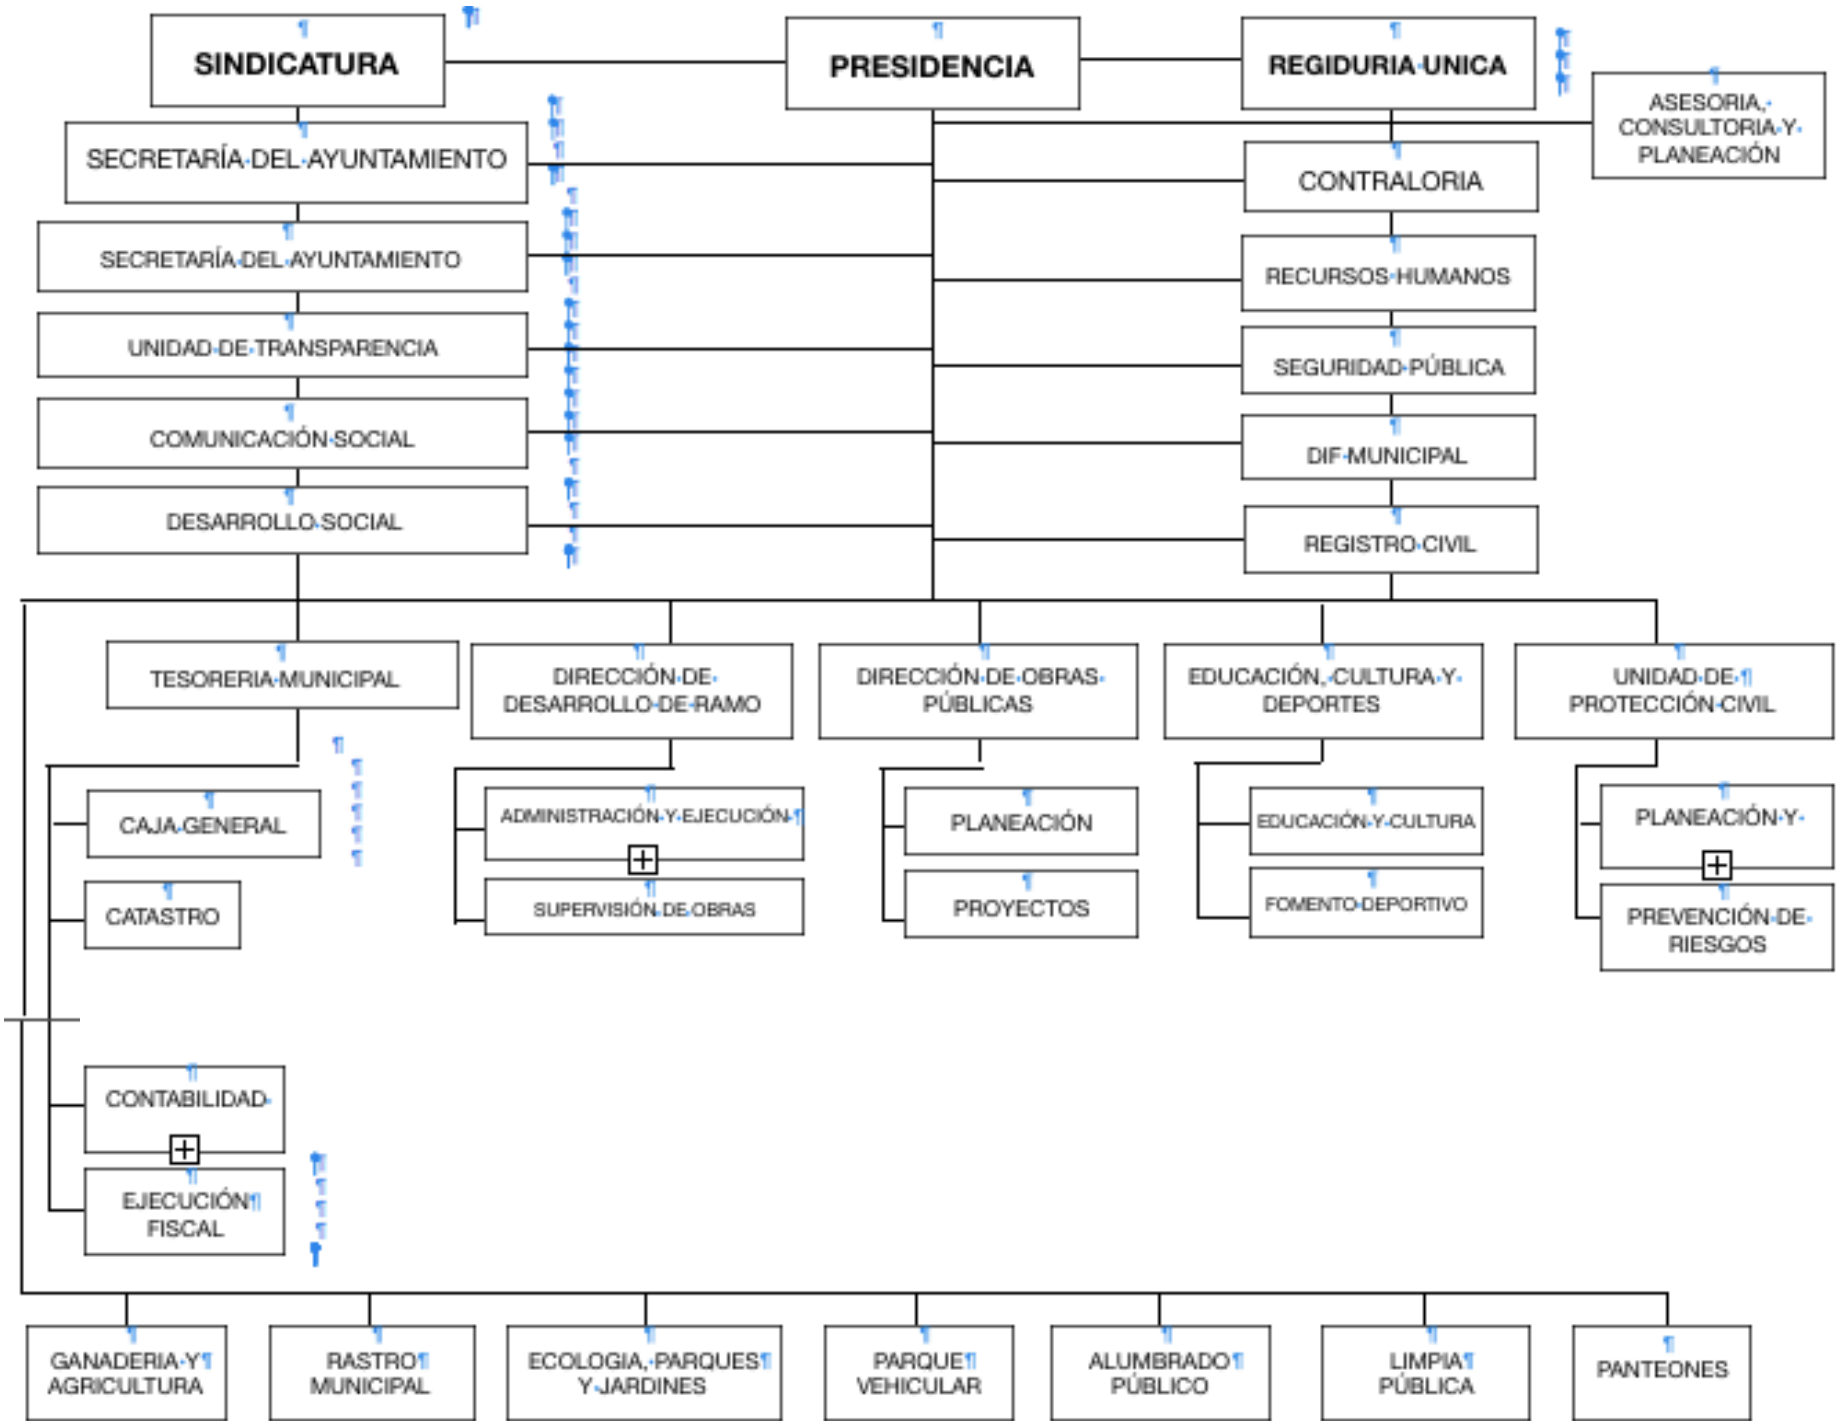 SINDICATURA
PRESIDENCIA
REGIDURIA UNICA
ASESORIA,
CONSULTORIA Y
PLANEACIÓN
SECRETARÍA DEL AYUNTAMIENTO
CONTRALORIA
SECRETARÍA DEL AYUNTAMIENTO
RECURSOS HUMANOS
UNIDAD DE TRANSPARENCIA
SEGURIDAD PÚBLICA
COMUNICACIÓN SOCIAL
DIF MUNICIPAL
DESARROLLO SOCIAL
REGISTRO CIVIL
TESORERIA MUNICIPAL
DIRECCIÓN DE
DESARROLLO DE RAMO
DIRECCIÓN DE OBRAS
PÚBLICAS
EDUCACIÓN, CULTURA Y
DEPORTES
UNIDAD DE
PROTECCIÓN CIVIL
CAJA GENERAL
ADMINISTRACIÓN Y EJECUCIÓN
PLANEACIÓN
EDUCACIÓN Y CULTURA
PLANEACIÓN Y
CATASTRO
SUPERVISIÓN DE OBRAS
PROYECTOS
FOMENTO DEPORTIVO
PREVENCIÓN DE
RIESGOS
CONTABILIDAD
EJECUCIÓN
FISCAL
GANADERIA Y
AGRICULTURA
RASTRO
MUNICIPAL
ECOLOGIA, PARQUES
Y JARDINES
PARQUE
VEHICULAR
ALUMBRADO
PÚBLICO
LIMPIA
PÚBLICA
PANTEONES